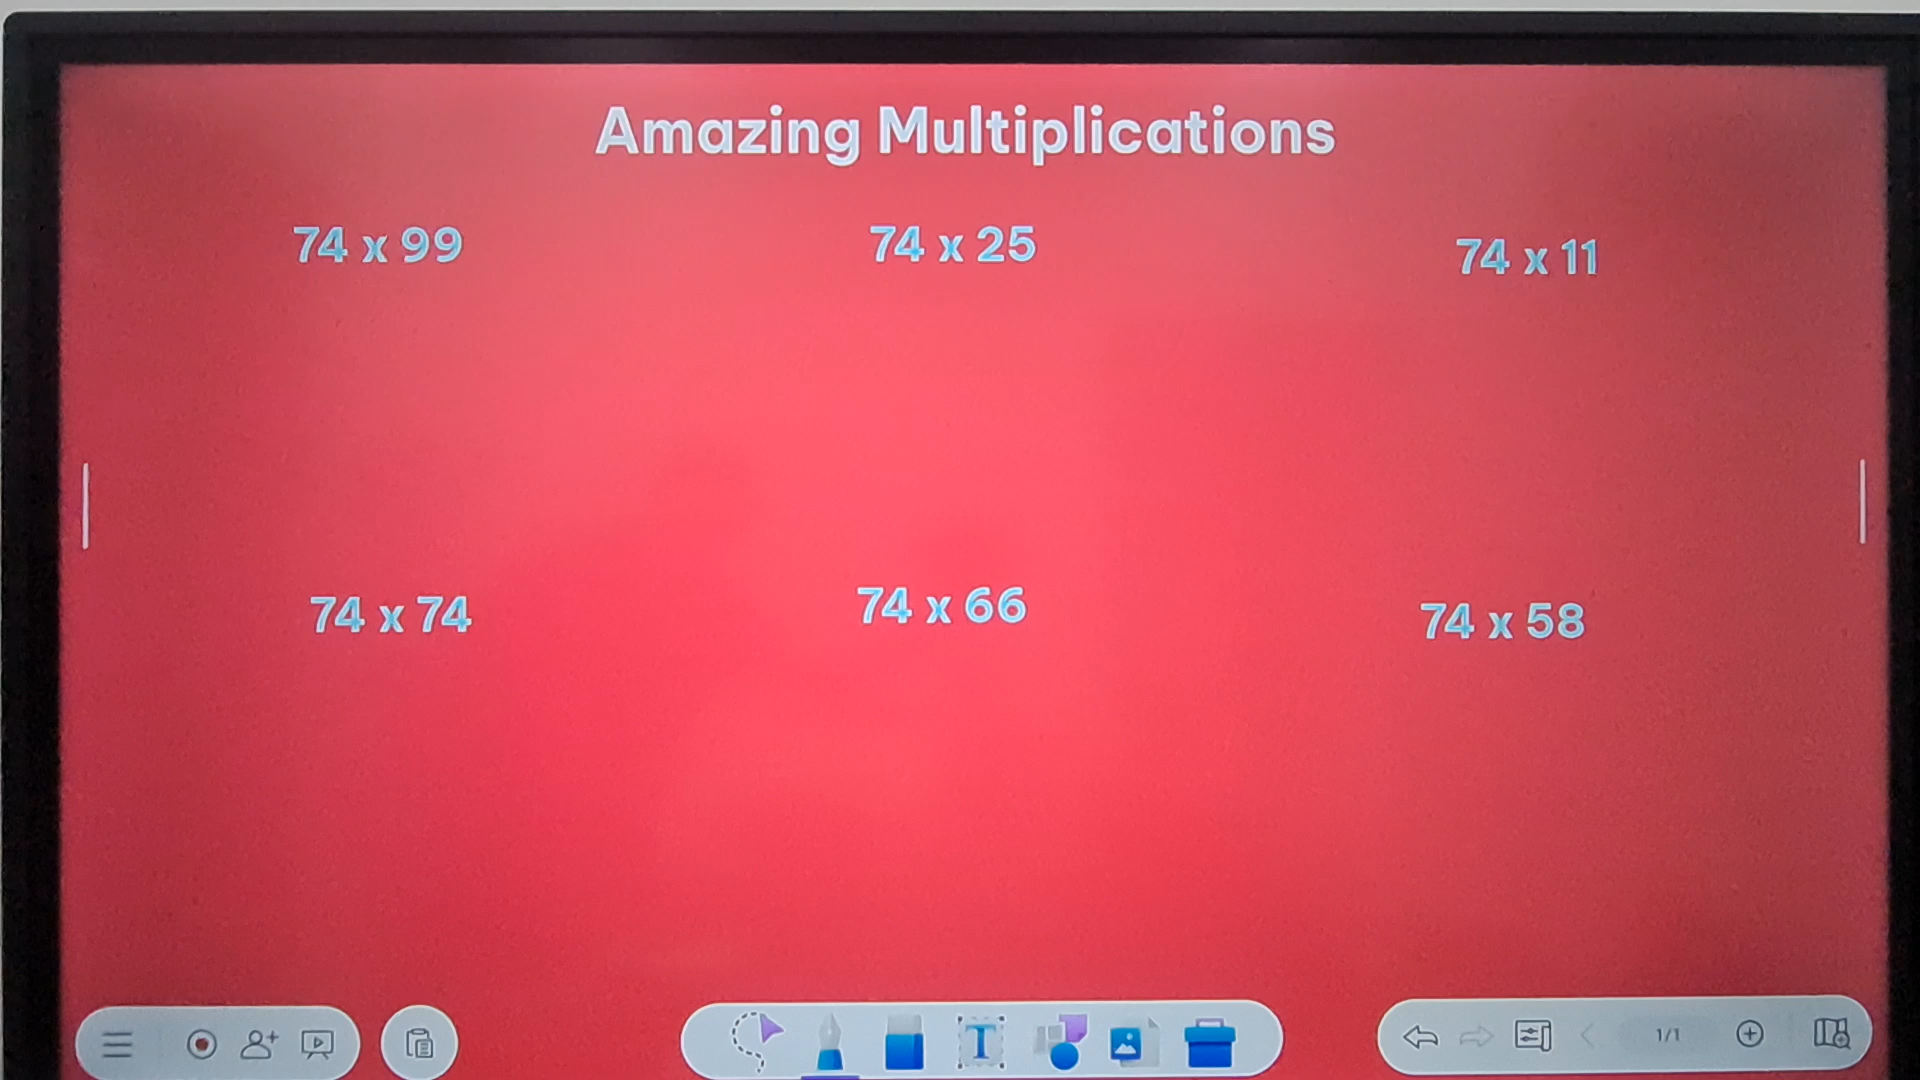 Amazing Multiplications
74 x 99
74 x 25
74 x 11
74 x 74
74 x 66
74 x 58
T
1/1